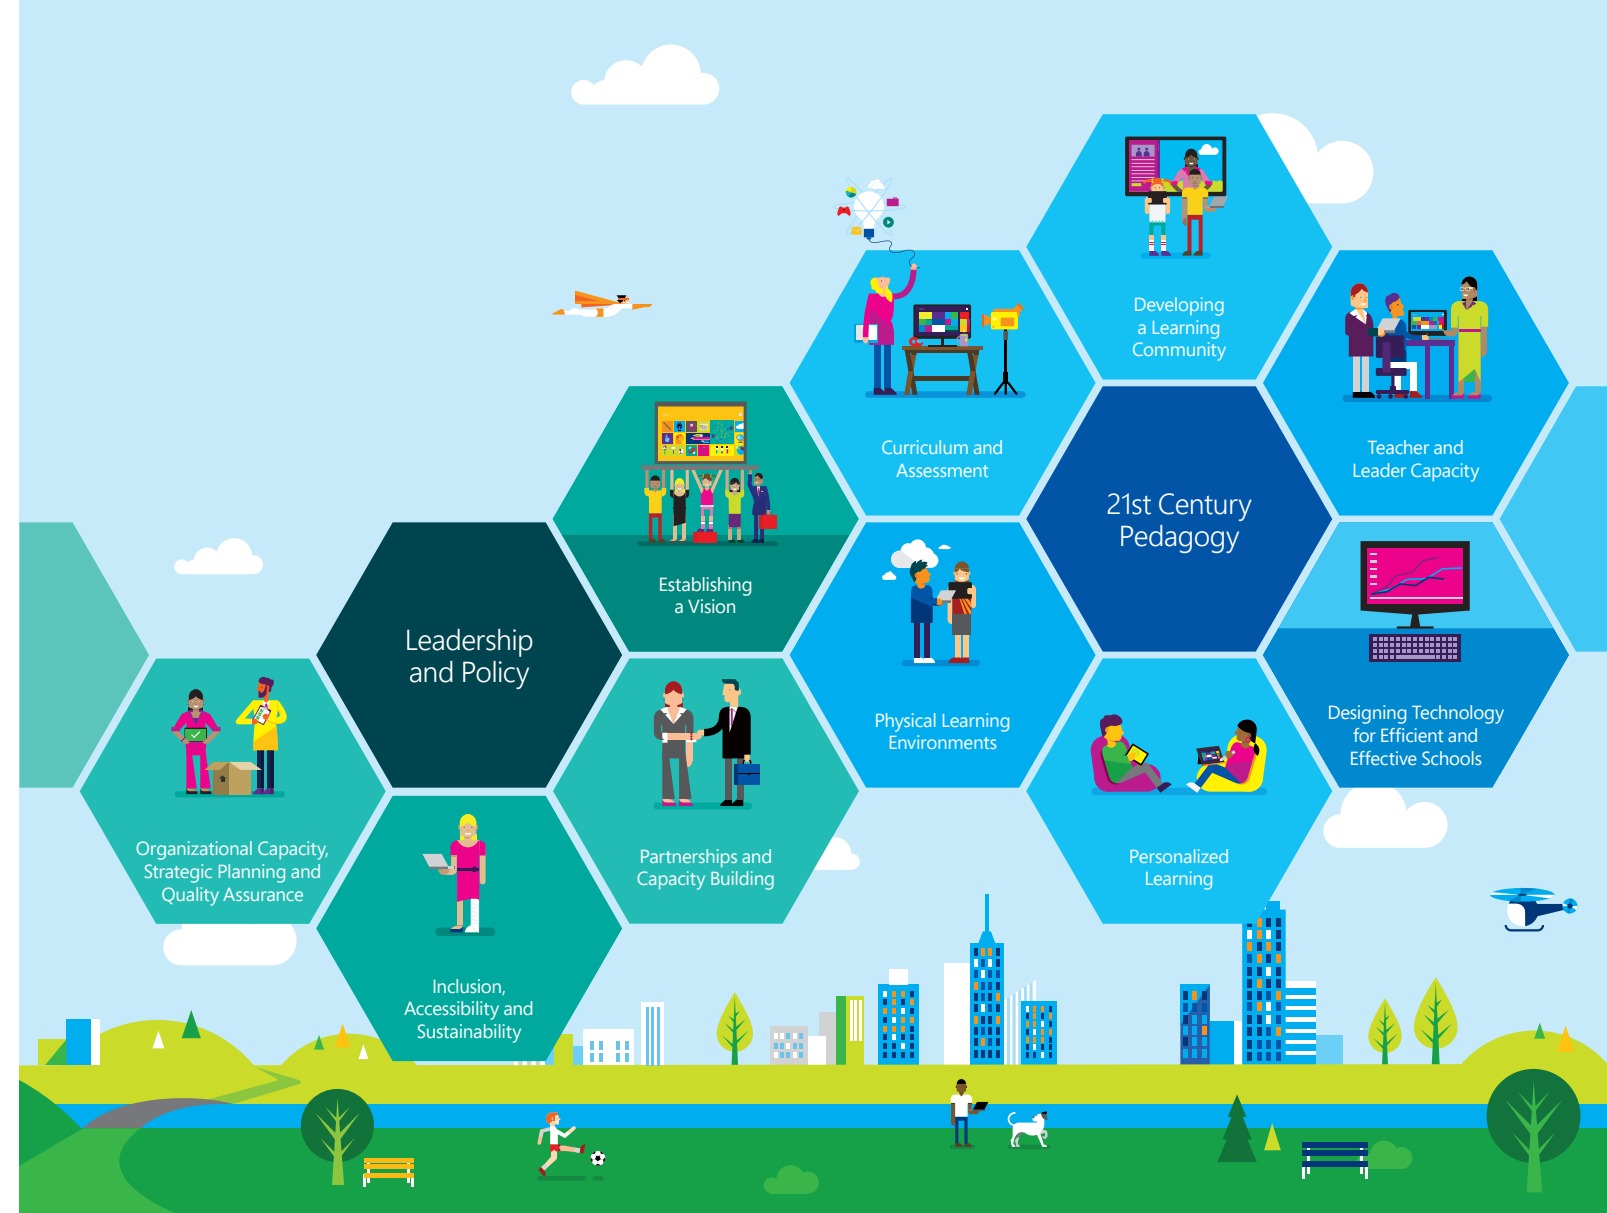 Developing
a Learning
Community
Curriculum and
Assessment
Teacher and
Leader Capacity
21st Century
Pedagogy
Establishing
a Vision
Leadership
and Policy
Physical Learning
Environments
Designing Technology
for Efficient and
Effective Schools
Organizational Capacity,
Strategic Planning and
Quality Assurance
Partnerships and
Capacity Building
Personalized
Learning
Inclusion,
Accessibility and
Sustainability